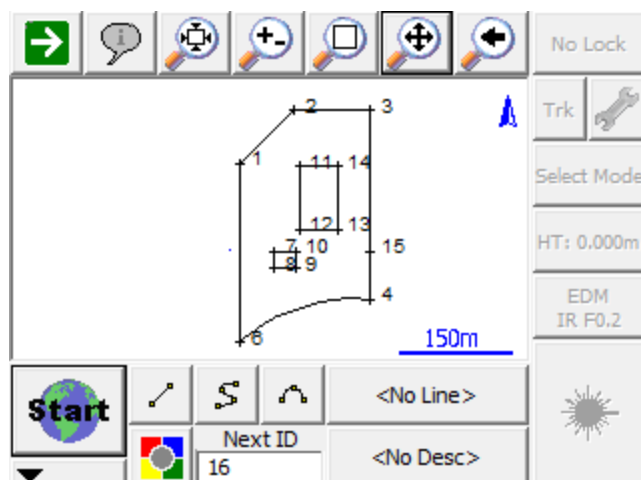 No Lock
2 3
Trk
1 11 14
Select Mode
12 13
7 10 15
HT: 0.000m
8 9
4
EDM
IR F0.2
6
150m
Start
<No Line>
Next ID
16
<No Desc>